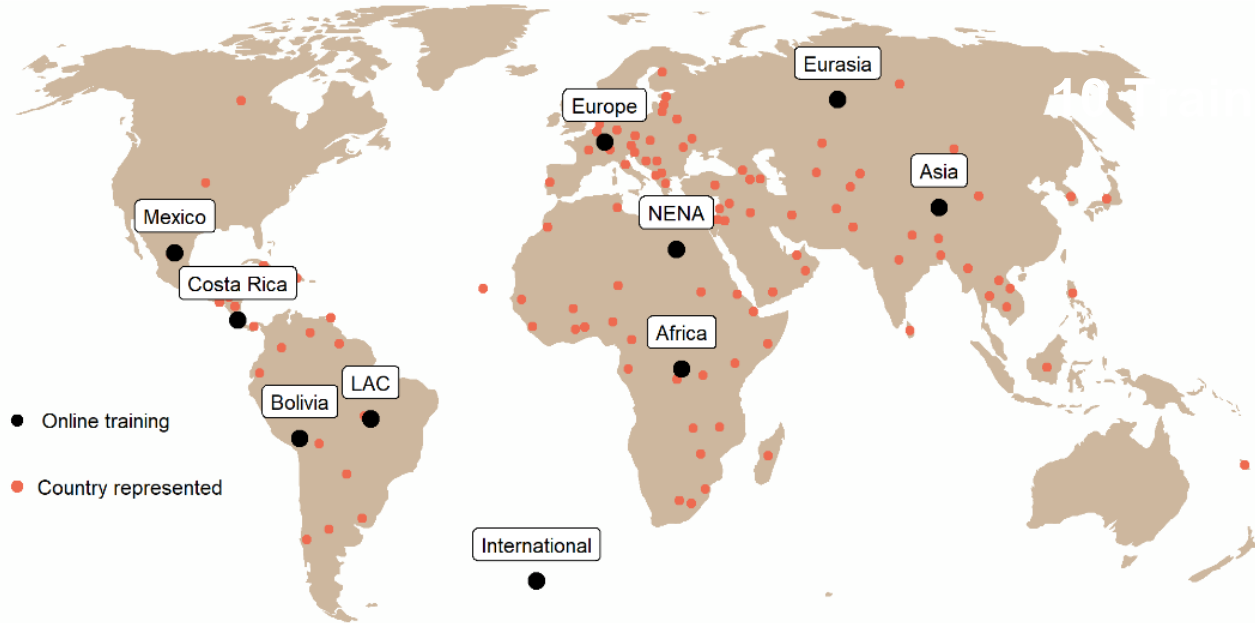 Eurasia
Europe
Asia
Mexico
NENA
Costa Rica
Africa
LAC
Bolivia
Online training
Country represented
International